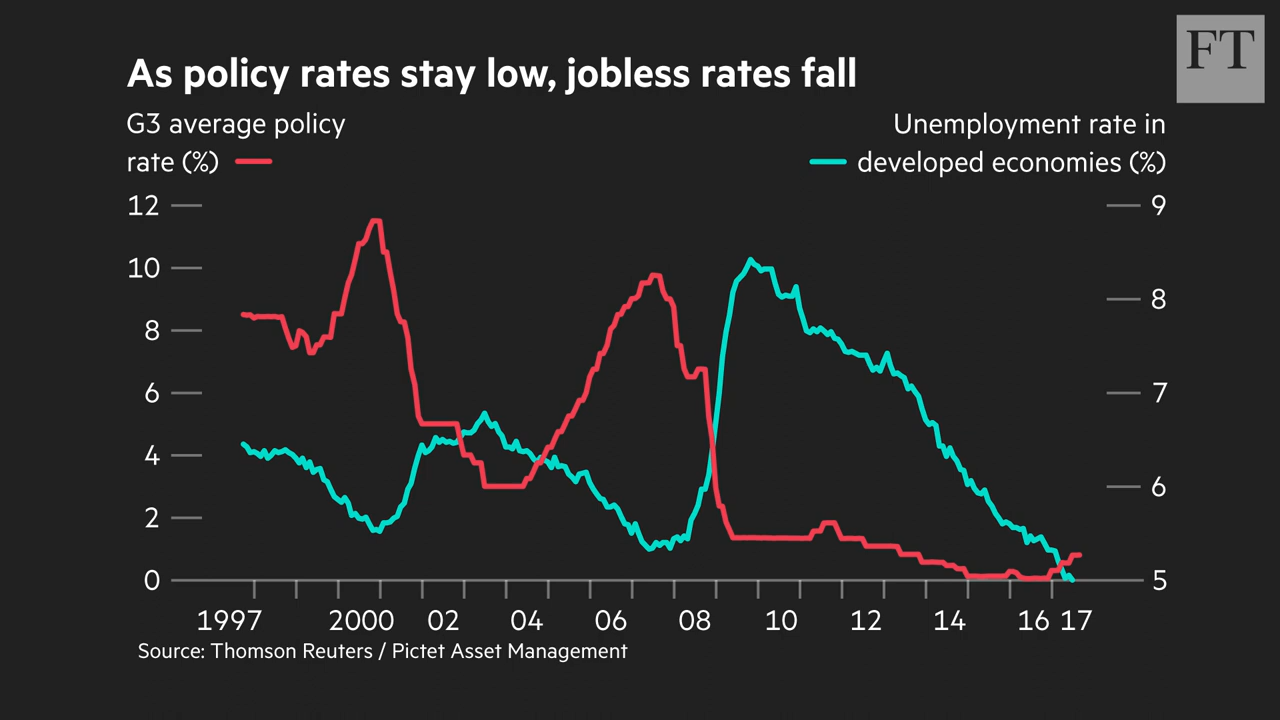 FT
As policy rates stay low, jobless rates fall
G3 average policy
rate (%)
Unemployment rate in
developed economies (%)
12
10
8
6
4
2
0
9
8
7
6
5
1997 2000 02 04 06 08 10 12 14 16 17
Source: Thomson Reuters / Pictet Asset Management